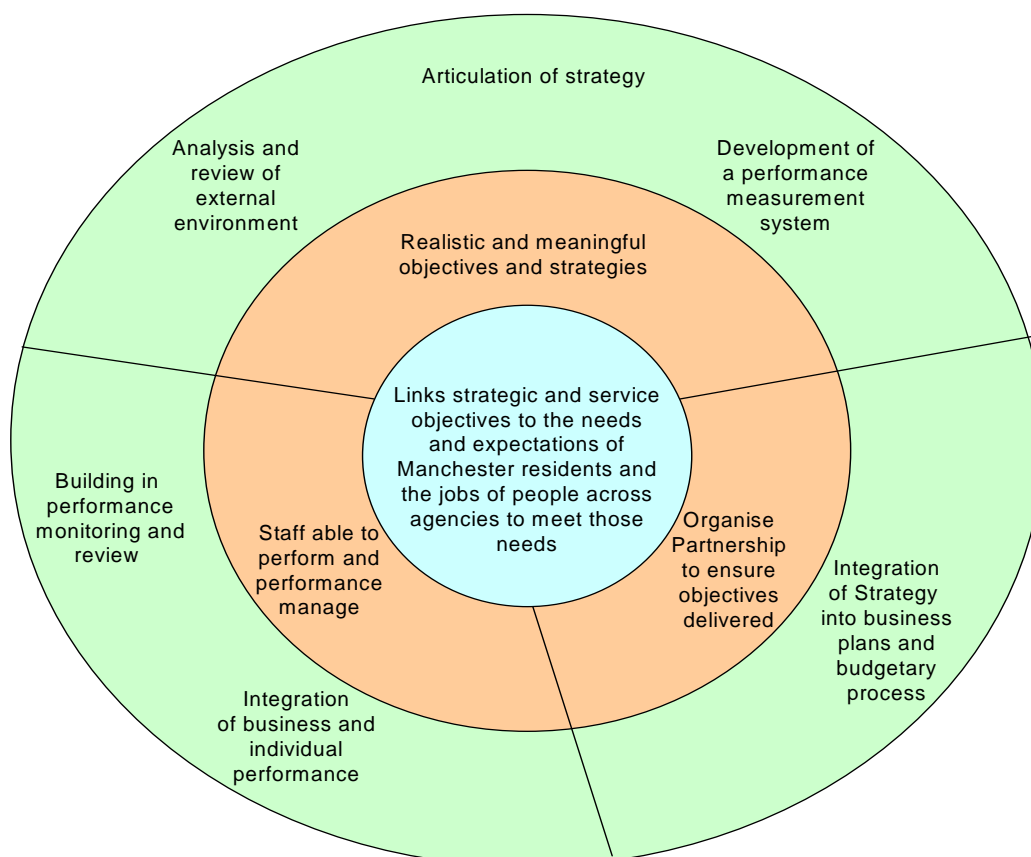 Articulation of strategy
Analysis and
review of
external
environment
Development of
a performance
measurement
system
Realistic and meaningful
objectives and strategies
Links strategic and service
objectives to the needs
and expectations of
Manchester residents and
the jobs of people across
agencies to meet those
needs
Building in
performance
monitoring and
review
Staff able to
perform and
performance
manage
Organise
Partnership
to ensure
objectives
delivered
Integration
of Strategy
into business
plans and
budgetary
process
Integration
of business and
individual
performance